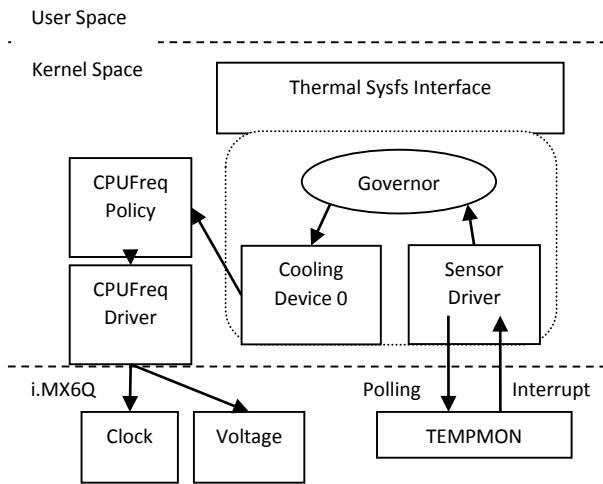 User Space
Kernel Space
Thermal Sysfs Interface
CPUFreq
Policy
Governor
Cooling
Device 0
Sensor
Driver
CPUFreq
Driver
i.MX6Q
Polling
Interrupt
Clock
Voltage
TEMPMON